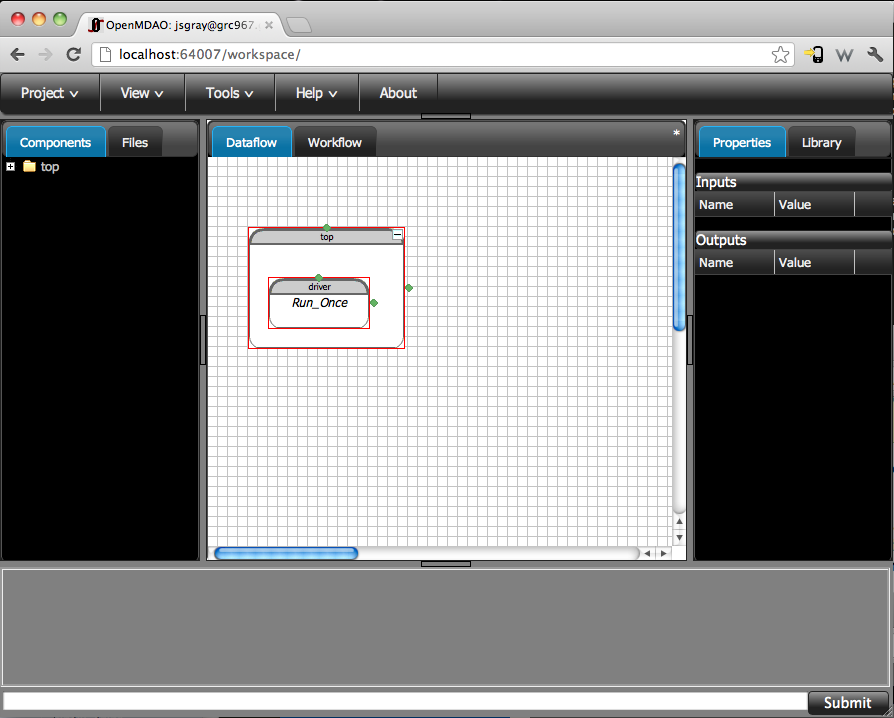 OpenMDAO: jsgray@grc967.
localhost:64007/workspace/
Project View Tools Help About
Components Files
top
Dataflow Workflow *
top
driver
Run_Once
Properties Library
Inputs
Name Value
Outputs
Name Value
Submit